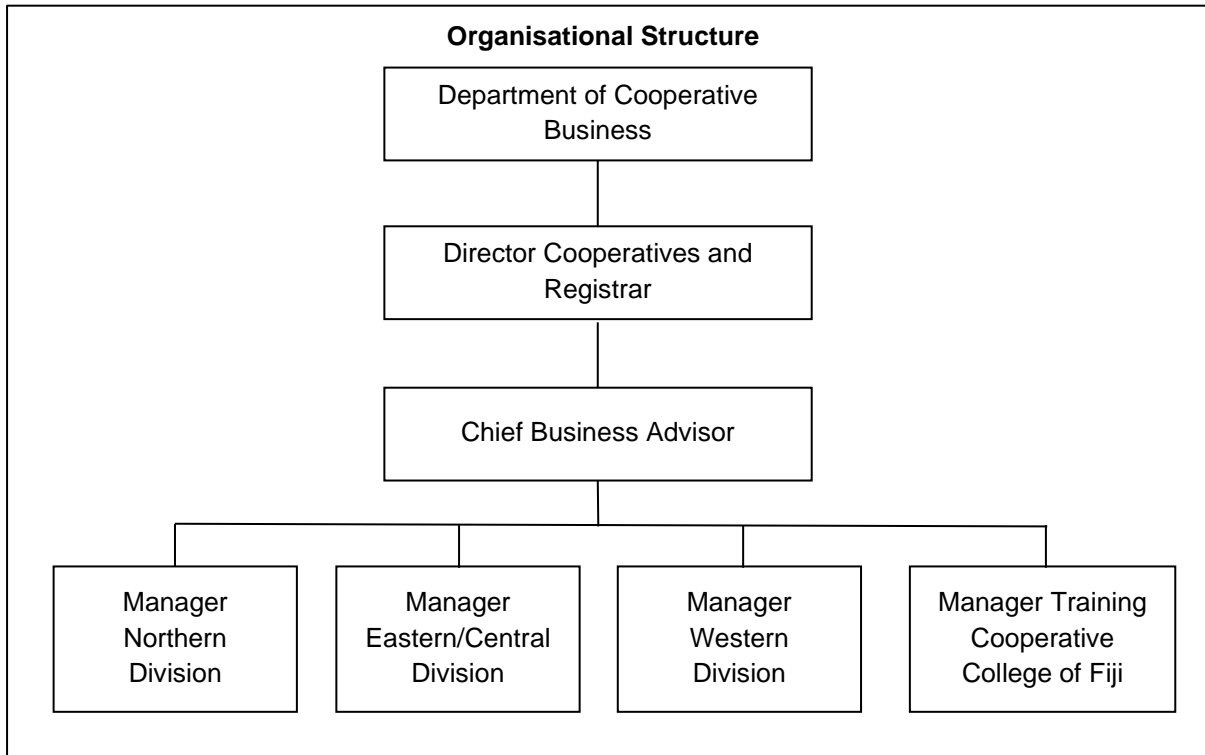 Organisational Structure
Department of Cooperative
Business
Director Cooperatives and
Registrar
Chief Business Advisor
Manager
Northern
Division
Manager
Eastern/Central
Division
Manager
Western
Division
Manager Training
Cooperative
College of Fiji